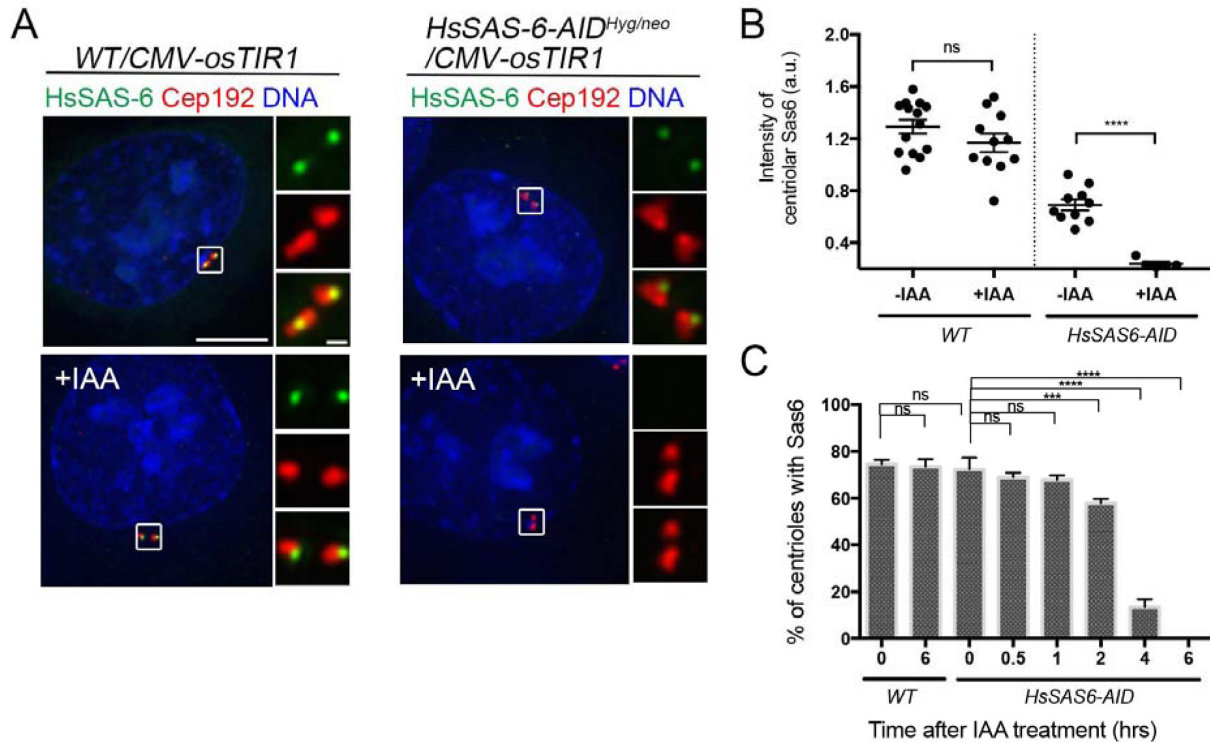 A
WT/CMV-osTIR1
HsSAS-6 Cep192 DNA
+IAA
HsSAS-6-AID^Hyg/neo
/CMV-osTIR1
HsSAS-6 Cep192 DNA
+IAA
B
Intensity of
centriolar Sas6 (a.u.)
2.0
1.6
1.2
0.8
0.4
ns
****
-IAA +IAA -IAA +IAA
WT HsSAS6-AID
C
% of centrioles with Sas6
100
80
60
40
20
0
****
****
***
ns
ns
ns
ns
0 6 0 0.5 1 2 4 6
WT HsSAS6-AID
Time after IAA treatment (hrs)